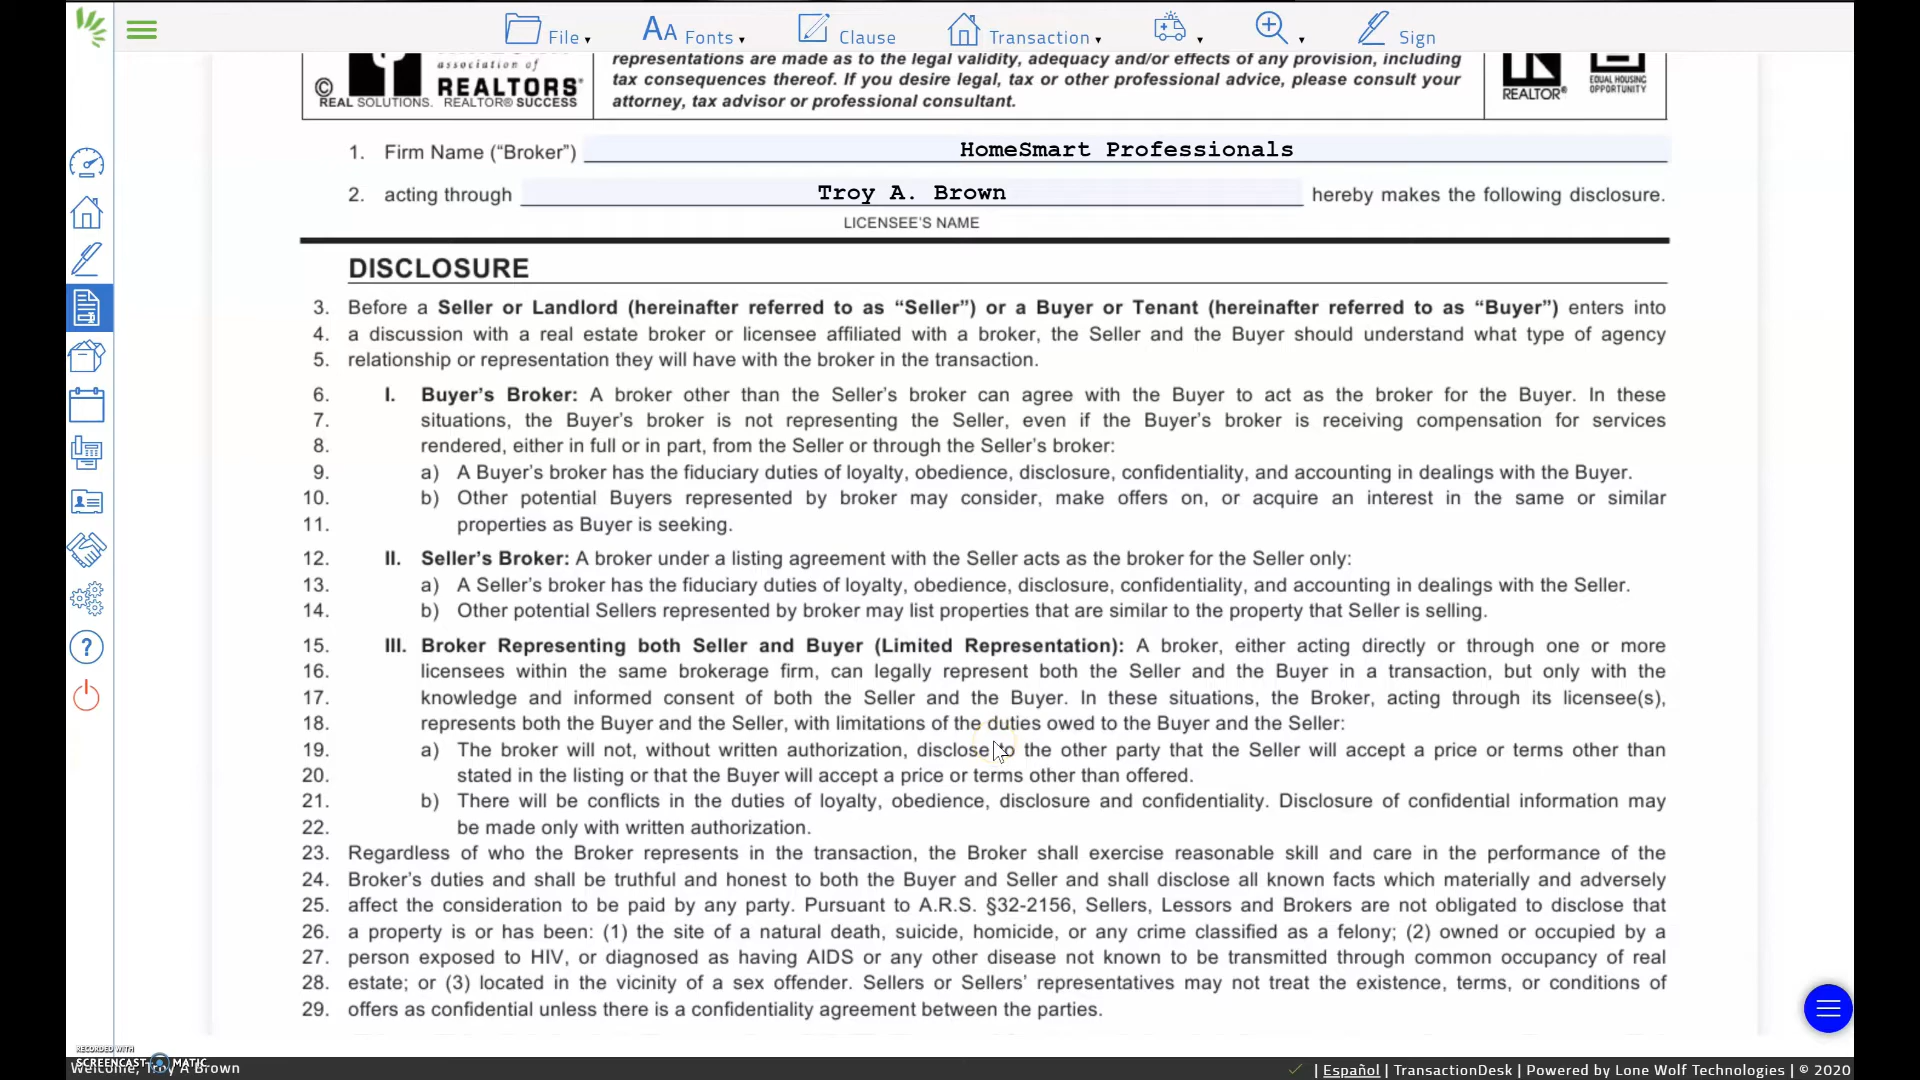 File Fonts Clause Transaction Sign
association of
REALTORS®
©
REAL SOLUTIONS. REALTOR® SUCCESS
representations are made as to the legal validity, adequacy and/or effects of any provision, including
tax consequences thereof. If you desire legal, tax or other professional advice, please consult your
attorney, tax advisor or professional consultant.
REALTOR®
EQUAL HOUSING
OPPORTUNITY
1. Firm Name (“Broker”) HomeSmart Professionals
2. acting through Troy A. Brown hereby makes the following disclosure.
LICENSEE’S NAME
DISCLOSURE
3. Before a Seller or Landlord (hereinafter referred to as “Seller”) or a Buyer or Tenant (hereinafter referred to as “Buyer”) enters into
4. a discussion with a real estate broker or licensee affiliated with a broker, the Seller and the Buyer should understand what type of agency
5. relationship or representation they will have with the broker in the transaction.
6. I. Buyer’s Broker: A broker other than the Seller’s broker can agree with the Buyer to act as the broker for the Buyer. In these
7. situations, the Buyer’s broker is not representing the Seller, even if the Buyer’s broker is receiving compensation for services
8. rendered, either in full or in part, from the Seller or through the Seller’s broker:
9. a) A Buyer’s broker has the fiduciary duties of loyalty, obedience, disclosure, confidentiality, and accounting in dealings with the Buyer.
10. b) Other potential Buyers represented by broker may consider, make offers on, or acquire an interest in the same or similar
11. properties as Buyer is seeking.
12. II. Seller’s Broker: A broker under a listing agreement with the Seller acts as the broker for the Seller only:
13. a) A Seller’s broker has the fiduciary duties of loyalty, obedience, disclosure, confidentiality, and accounting in dealings with the Seller.
14. b) Other potential Sellers represented by broker may list properties that are similar to the property that Seller is selling.
15. III. Broker Representing both Seller and Buyer (Limited Representation): A broker, either acting directly or through one or more
16. licensees within the same brokerage firm, can legally represent both the Seller and the Buyer in a transaction, but only with the
17. knowledge and informed consent of both the Seller and the Buyer. In these situations, the Broker, acting through its licensee(s),
18. represents both the Buyer and the Seller, with limitations of the duties owed to the Buyer and the Seller:
19. a) The broker will not, without written authorization, disclose to the other party that the Seller will accept a price or terms other than
20. stated in the listing or that the Buyer will accept a price or terms other than offered.
21. b) There will be conflicts in the duties of loyalty, obedience, disclosure and confidentiality. Disclosure of confidential information may
22. be made only with written authorization.
23. Regardless of who the Broker represents in the transaction, the Broker shall exercise reasonable skill and care in the performance of the
24. Broker’s duties and shall be truthful and honest to both the Buyer and Seller and shall disclose all known facts which materially and adversely
25. affect the consideration to be paid by any party. Pursuant to A.R.S. §32-2156, Sellers, Lessors and Brokers are not obligated to disclose that
26. a property is or has been: (1) the site of a natural death, suicide, homicide, or any crime classified as a felony; (2) owned or occupied by a
27. person exposed to HIV, or diagnosed as having AIDS or any other disease not known to be transmitted through common occupancy of real
28. estate; or (3) located in the vicinity of a sex offender. Sellers or Sellers’ representatives may not treat the existence, terms, or conditions of
29. offers as confidential unless there is a confidentiality agreement between the parties.
RECORDED WITH
SCREENCAST MATIC
Welcome, Troy A Brown
| Español | TransactionDesk | Powered by Lone Wolf Technologies | © 2020